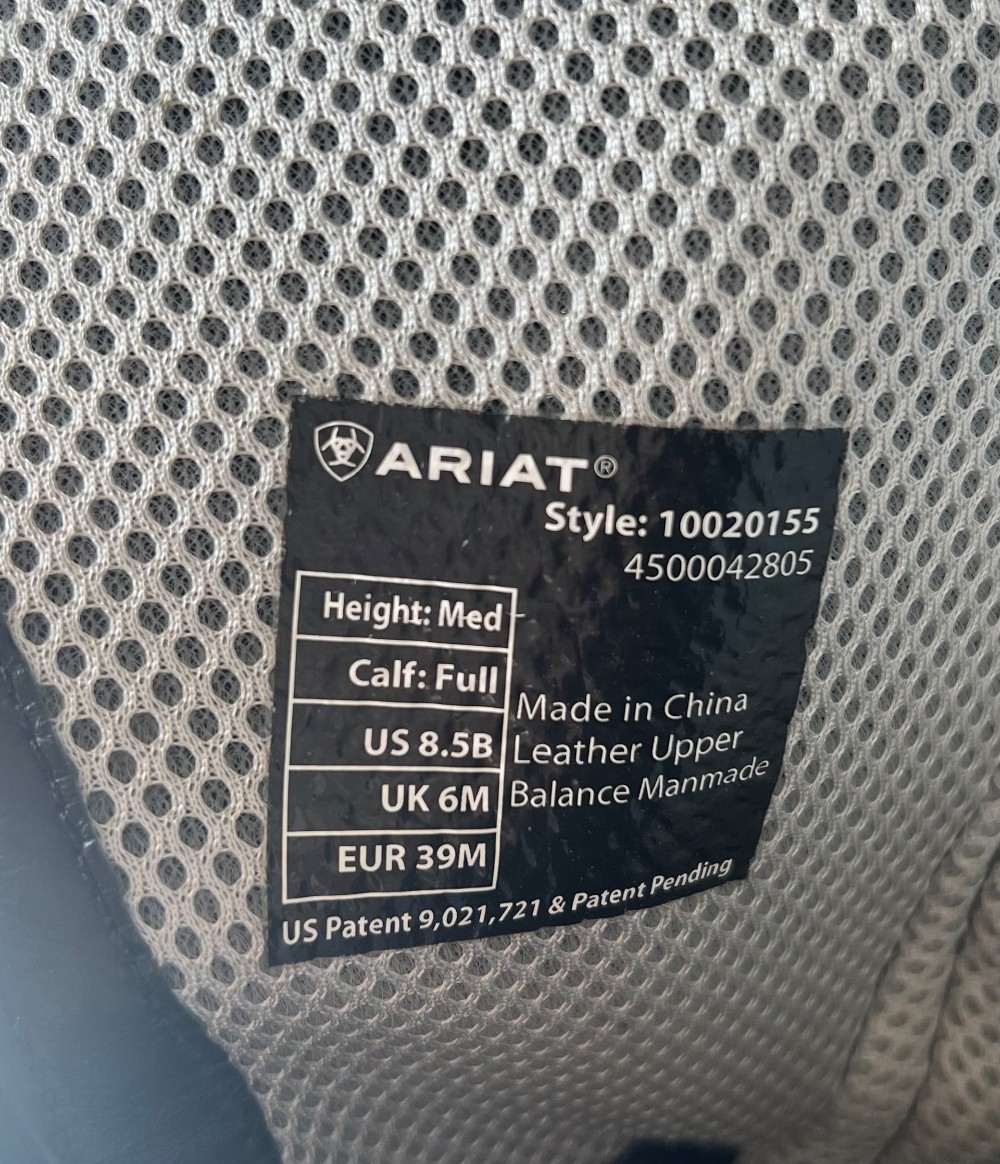 ARIAT®
Style: 10020155
4500042805
Height: Med
Calf: Full
US 8.5B
UK 6M
EUR 39M
Made in China
Leather Upper
Balance Manmade
US Patent 9,021,721 & Patent Pending